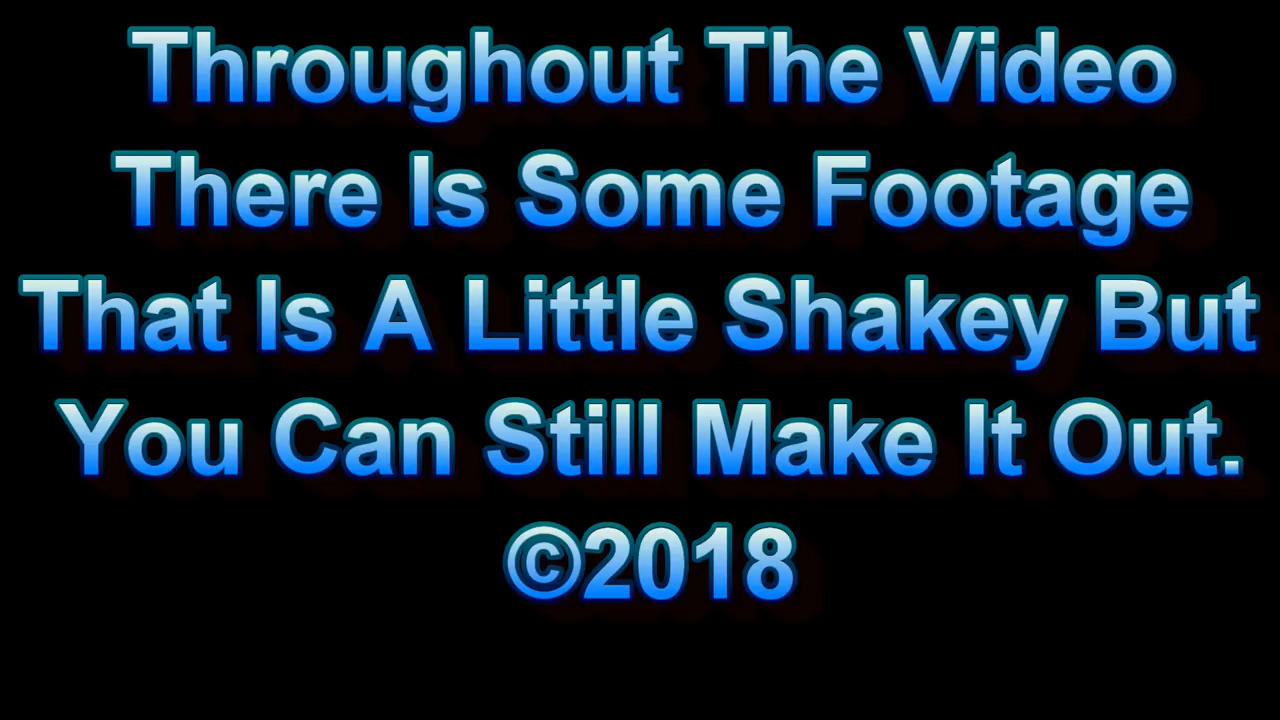 Throughout The Video
There Is Some Footage
That Is A Little Shakey But
You Can Still Make It Out.
©2018